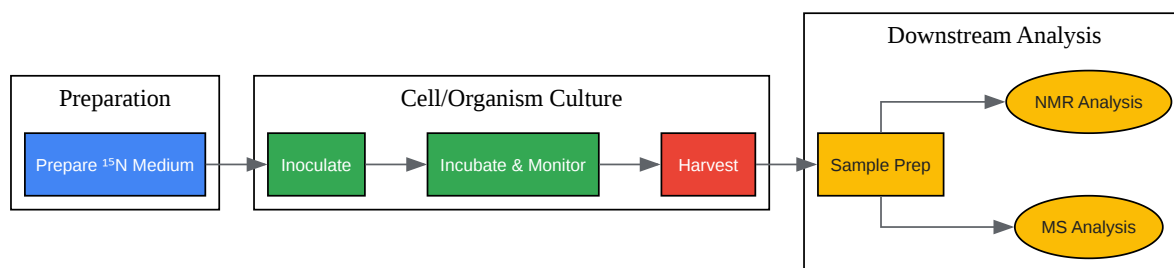 Preparation
Prepare ¹⁵N Medium
Cell/Organism Culture
Inoculate
Incubate & Monitor
Harvest
Downstream Analysis
Sample Prep
NMR Analysis
MS Analysis